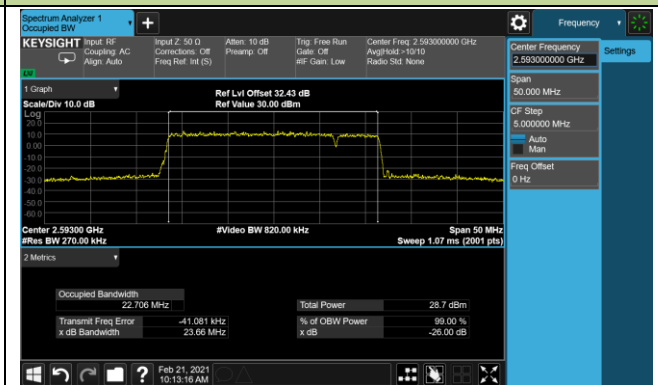 Spectrum Analyzer 1
Occupied BW
+
Frequency
KEYSIGHT
Input: RF
Coupling: AC
Align: Auto
Input Z: 50 Ω
Corrections: Off
Freq Ref: Int (S)
Atten: 10 dB
Preamp: Off
Trig: Free Run
Gate: Off
#IF Gain: Low
Center Freq: 2.593000000 GHz
Avg|Hold:>10/10
Radio Std: None
Center Frequency
2.593000000 GHz
Settings
Span
50.000 MHz
CF Step
5.000000 MHz
Auto
Man
Freq Offset
0 Hz
1 Graph
Scale/Div 10.0 dB
Ref Lvl Offset 32.43 dB
Ref Value 30.00 dBm
Log
20.0
10.0
0.00
-10.0
-20.0
-30.0
-40.0
-50.0
-60.0
Center 2.59300 GHz
#Res BW 270.00 kHz
#Video BW 820.00 kHz
Span 50 MHz
Sweep 1.07 ms (2001 pts)
2 Metrics
Occupied Bandwidth
22.706 MHz
Total Power 28.7 dBm
Transmit Freq Error -41.081 kHz
% of OBW Power 99.00 %
x dB Bandwidth 23.66 MHz
x dB -26.00 dB
?
Feb 21, 2021
10:13:16 AM